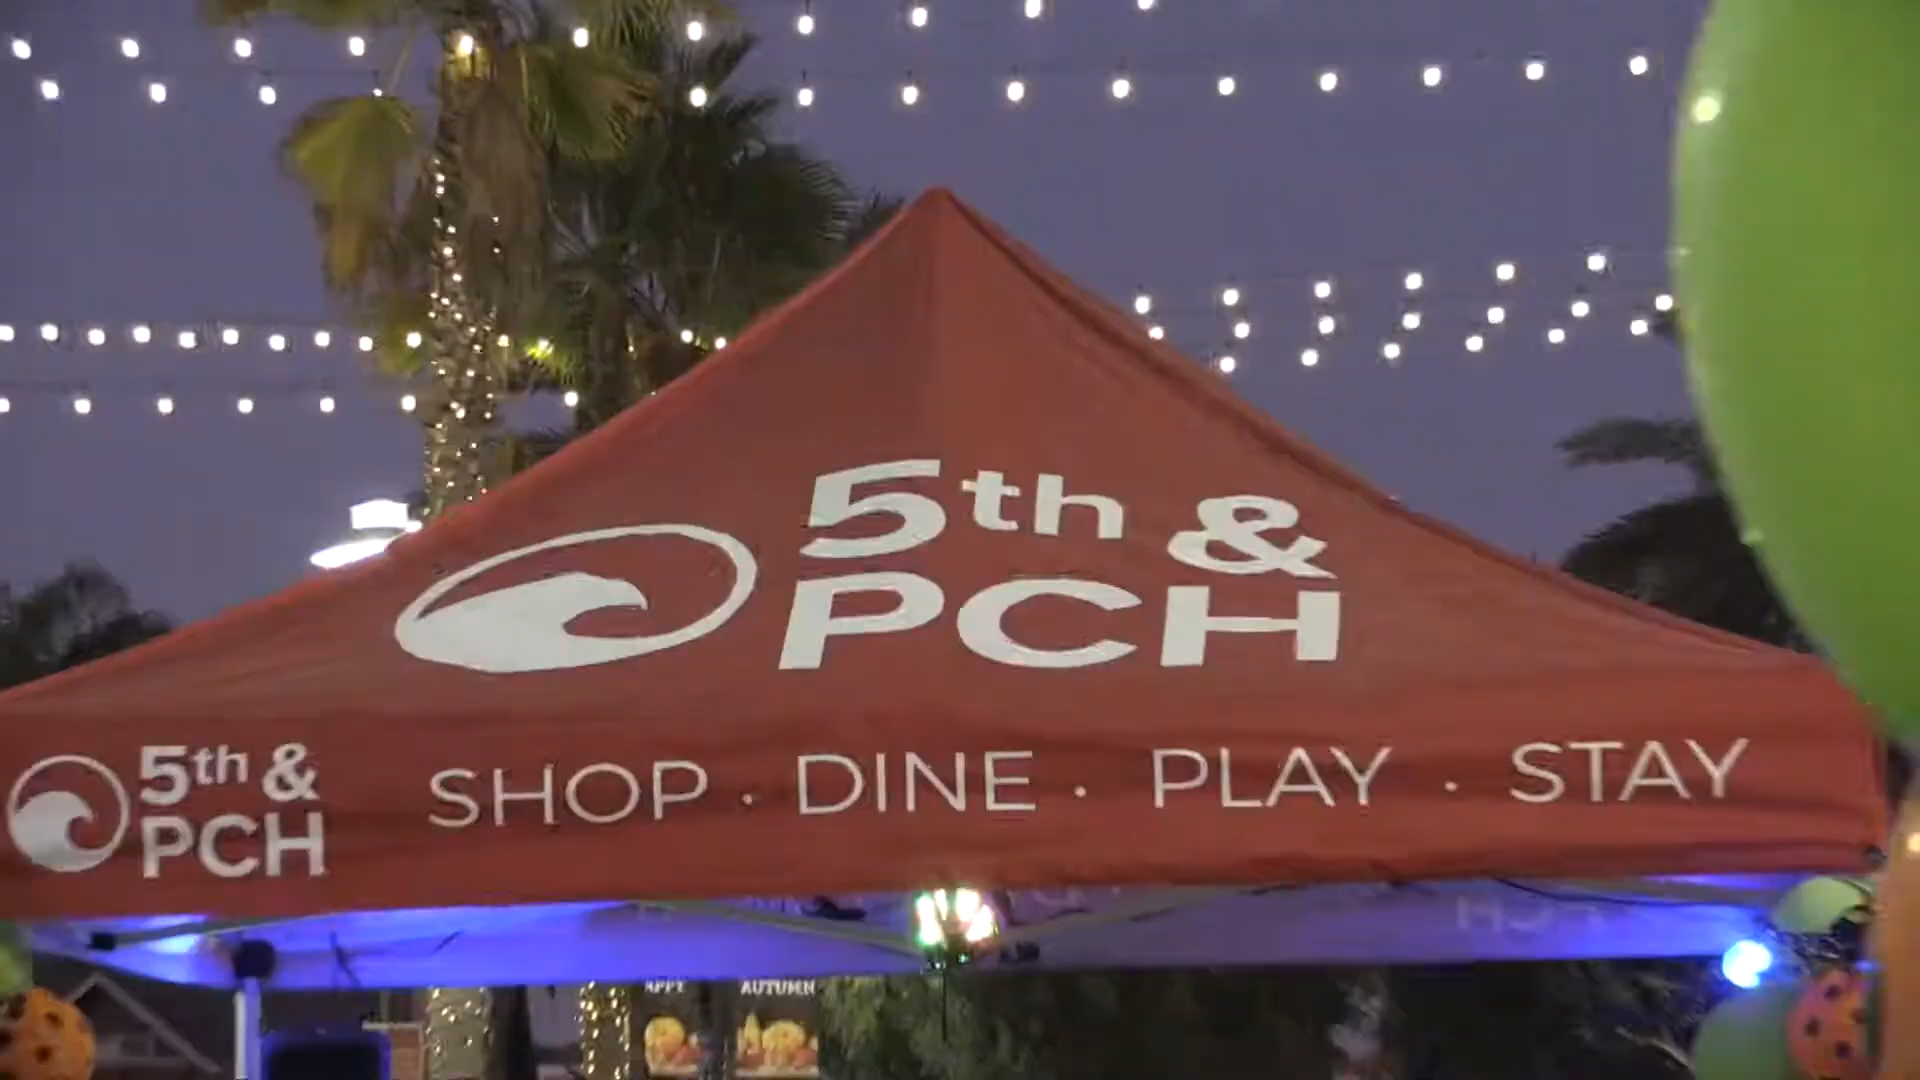 5th &
PCH
5th &
PCH
SHOP · DINE · PLAY · STAY
AUTUMN